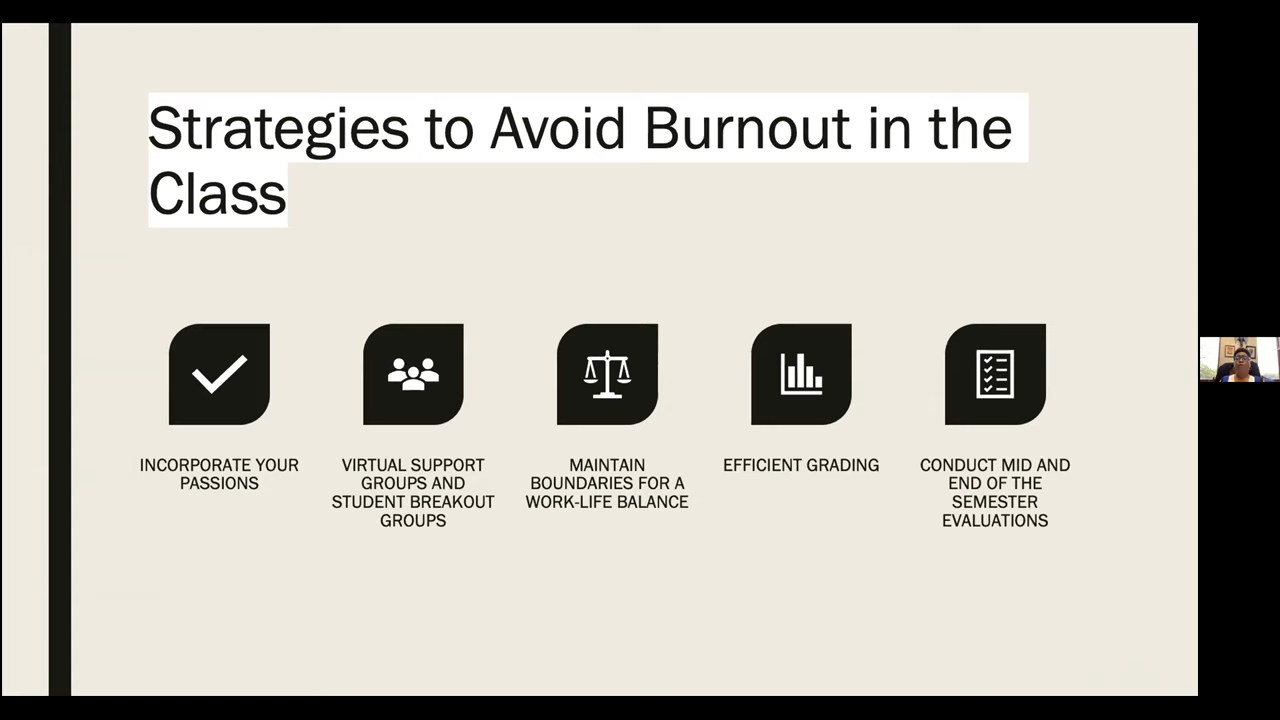 Strategies to Avoid Burnout in the
Class
INCORPORATE YOUR
PASSIONS
VIRTUAL SUPPORT
GROUPS AND
STUDENT BREAKOUT
GROUPS
MAINTAIN
BOUNDARIES FOR A
WORK-LIFE BALANCE
EFFICIENT GRADING
CONDUCT MID AND
END OF THE
SEMESTER
EVALUATIONS